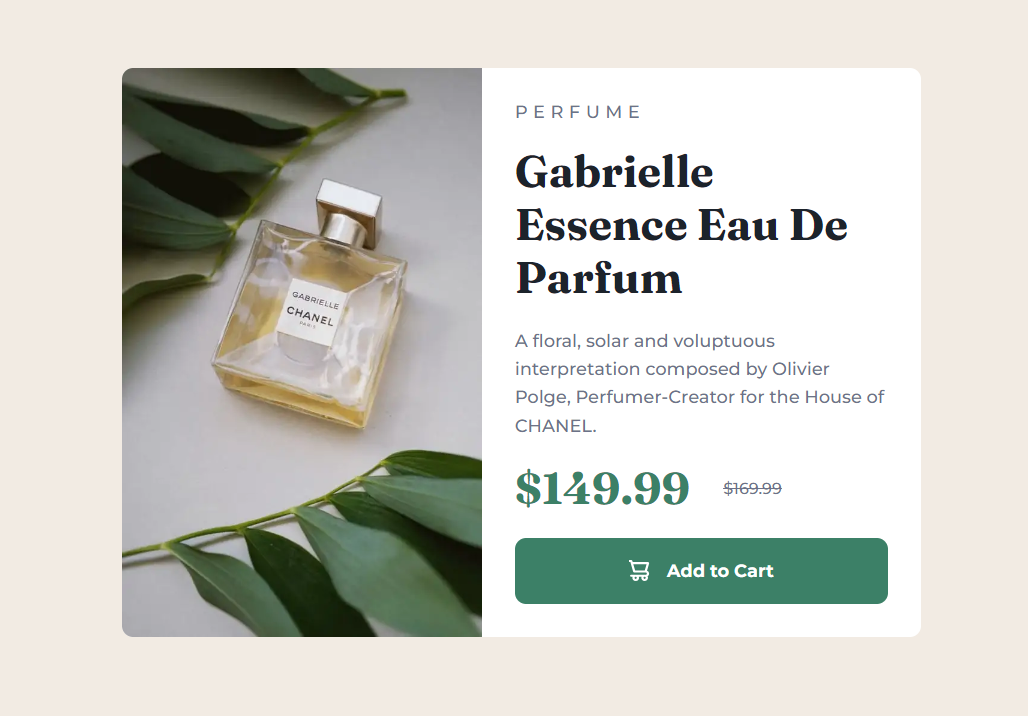 GABRIELLE
CHANEL
PARIS
PERFUME
Gabrielle
Essence Eau De
Parfum
A floral, solar and voluptuous
interpretation composed by Olivier
Polge, Perfumer-Creator for the House of
CHANEL.
$149.99 $169.99
Add to Cart